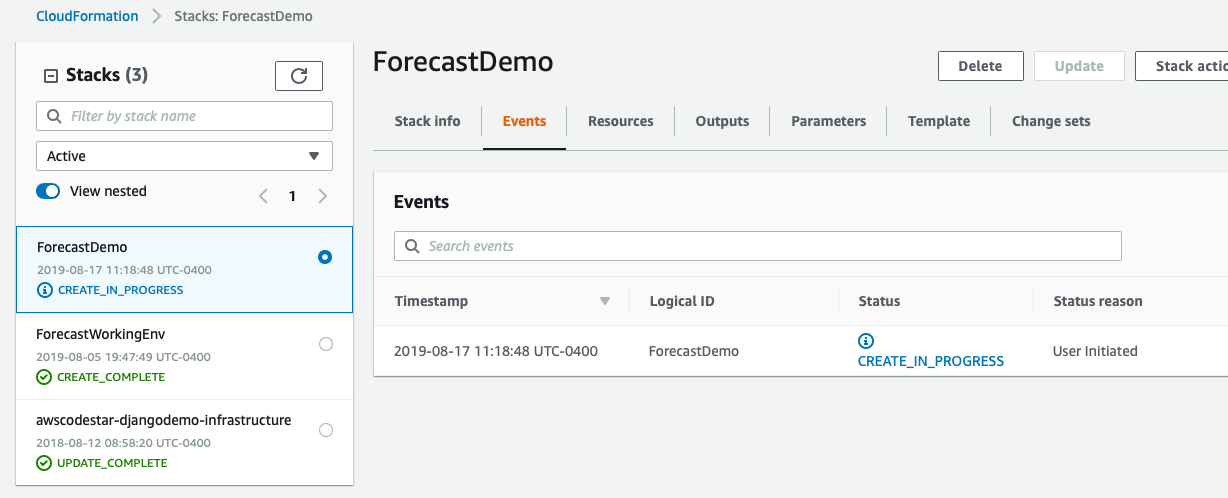 CloudFormation > Stacks: ForecastDemo
Stacks (3)
Filter by stack name
Active
View nested
1
ForecastDemo
2019-08-17 11:18:48 UTC-0400
CREATE_IN_PROGRESS
ForecastWorkingEnv
2019-08-05 19:47:49 UTC-0400
CREATE_COMPLETE
awscodestar-djangodemo-infrastructure
2018-08-12 08:58:20 UTC-0400
UPDATE_COMPLETE
ForecastDemo
Delete Update Stack actio
Stack info Events Resources Outputs Parameters Template Change sets
Events
Search events
Timestamp Logical ID Status Status reason
2019-08-17 11:18:48 UTC-0400 ForecastDemo CREATE_IN_PROGRESS User Initiated